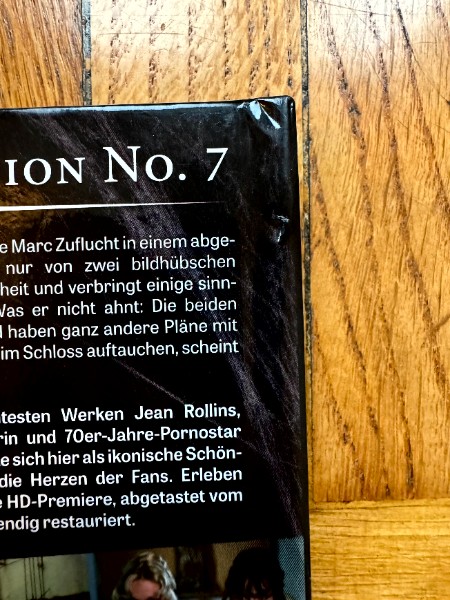 ION No. 7
e Marc Zuflucht in einem abge-
nur von zwei bildhübschen
heit und verbringt einige sinn-
Was er nicht ahnt: Die beiden
haben ganz andere Pläne mit
im Schloss auftauchen, scheint
testen Werken Jean Rollins,
rin und 70er-Jahre-Pornostar
e sich hier als ikonische Schön-
die Herzen der Fans. Erleben
e HD-Premiere, abgetastet vom
endig restauriert.